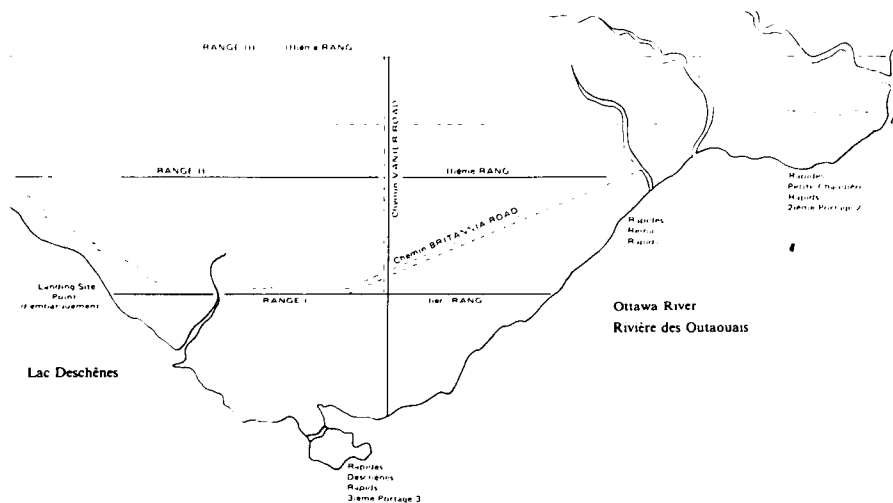 RANGE III    IIIième RANG
Chemin VANIER ROAD
RANGE II    IIième RANG
Rapides
Petite Chaudière
Rapids
2ième Portage 2
Chemin BRITANNIA ROAD
Rapides
Remic
Rapids
Landing Site
Point
d'embarquement
RANGE I    Iier RANG
Ottawa River
Rivière des Outaouais
Lac Deschênes
Rapides
Deschênes
Rapids
3ième Portage 3